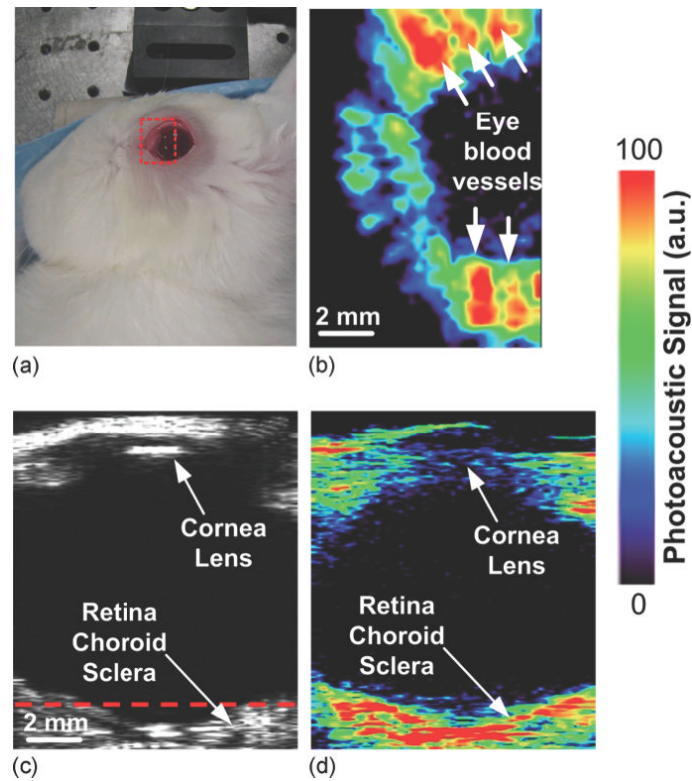 Eye
blood
vessels
2 mm
(a)
(b)
100
Photoacoustic Signal (a.u.)
0
Cornea
Lens
Retina
Choroid
Sclera
2 mm
Cornea
Lens
Retina
Choroid
Sclera
(c)
(d)